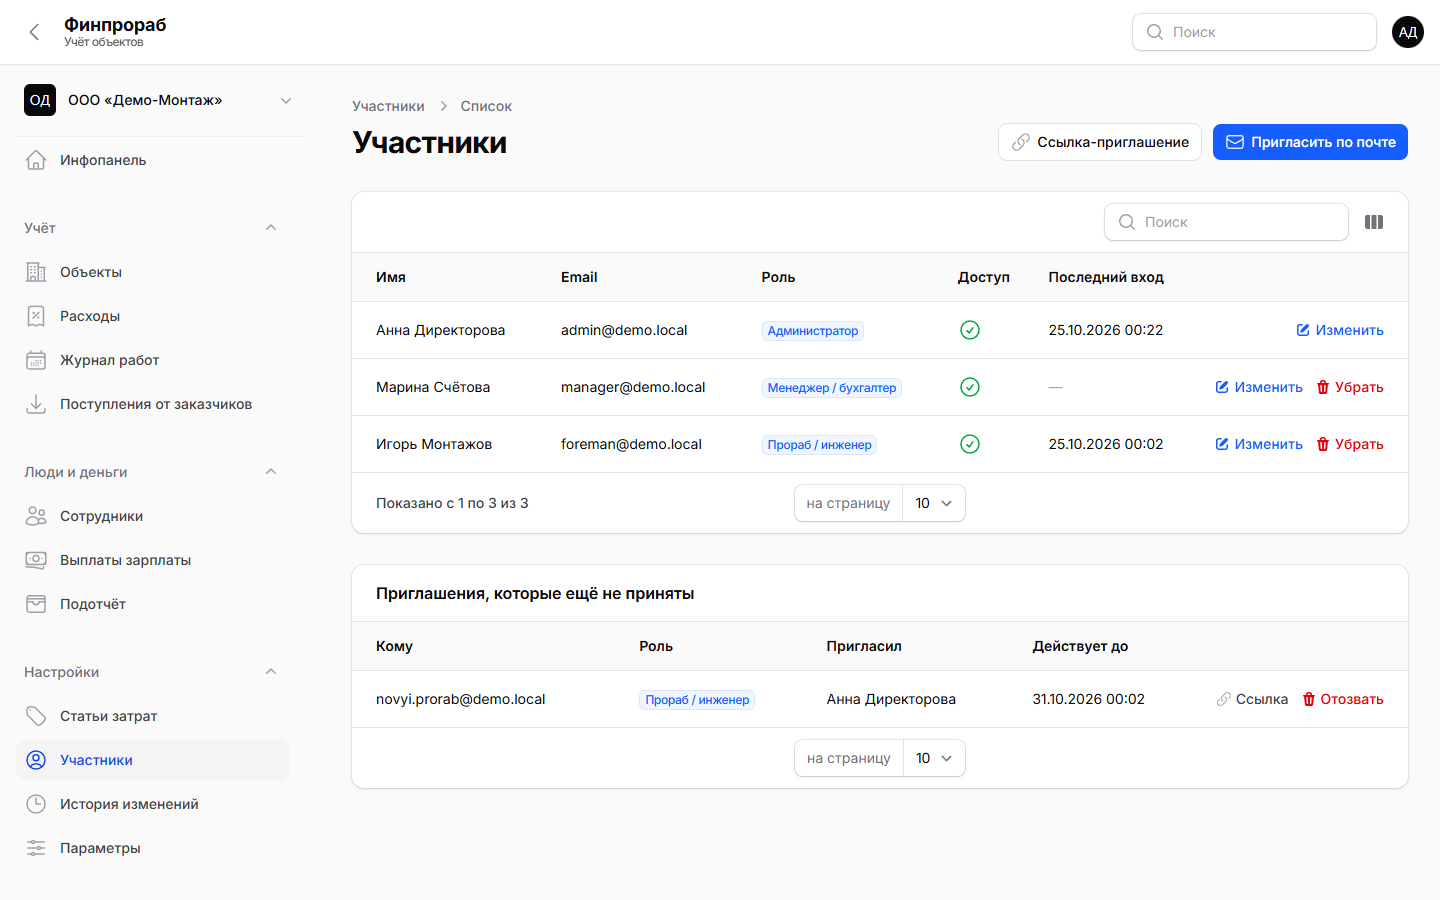 Финпрораб
Учёт объектов
Поиск
АД
ОД ООО «Демо-Монтаж»
Инфопанель
Учёт
Объекты
Расходы
Журнал работ
Поступления от заказчиков
Люди и деньги
Сотрудники
Выплаты зарплаты
Подотчёт
Настройки
Статьи затрат
Участники
История изменений
Параметры
Участники > Список
Участники
Ссылка-приглашение
Пригласить по почте
Поиск
Имя Email Роль Доступ Последний вход
Анна Директорова admin@demo.local Администратор 25.10.2026 00:22 Изменить
Марина Счётова manager@demo.local Менеджер / бухгалтер — Изменить Убрать
Игорь Монтажов foreman@demo.local Прораб / инженер 25.10.2026 00:02 Изменить Убрать
Показано с 1 по 3 из 3 на страницу 10
Приглашения, которые ещё не приняты
Кому Роль Пригласил Действует до
novyi.prorab@demo.local Прораб / инженер Анна Директорова 31.10.2026 00:02 Ссылка Отозвать
на страницу 10